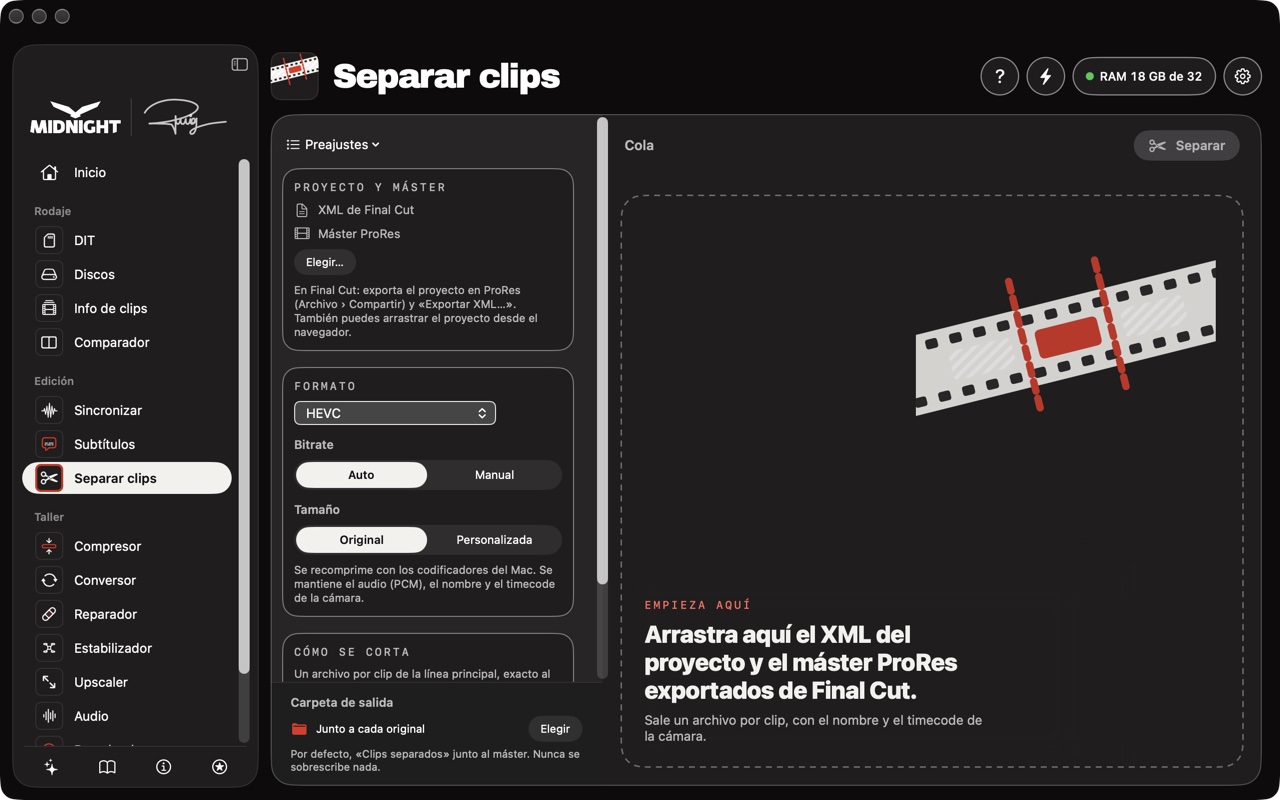 MIDNIGHT
Puig
Inicio
Rodaje
DIT
Discos
Info de clips
Comparador
Edición
Sincronizar
Subtítulos
Separar clips
Taller
Compresor
Conversor
Reparador
Estabilizador
Upscaler
Audio
Separar clips
?
RAM 18 GB de 32
Preajustes
PROYECTO Y MÁSTER
XML de Final Cut
Máster ProRes
Elegir...
En Final Cut: exporta el proyecto en ProRes
(Archivo › Compartir) y «Exportar XML...».
También puedes arrastrar el proyecto desde el
navegador.
FORMATO
HEVC
Bitrate
Auto
Manual
Tamaño
Original
Personalizada
Se recomprime con los codificadores del Mac. Se
mantiene el audio (PCM), el nombre y el timecode
de la cámara.
CÓMO SE CORTA
Un archivo por clip de la línea principal, exacto al
Carpeta de salida
Junto a cada original
Elegir
Por defecto, «Clips separados» junto al máster. Nunca se
sobrescribe nada.
Cola
Separar
EMPIEZA AQUÍ
Arrastra aquí el XML del
proyecto y el máster ProRes
exportados de Final Cut.
Sale un archivo por clip, con el nombre y el timecode de
la cámara.